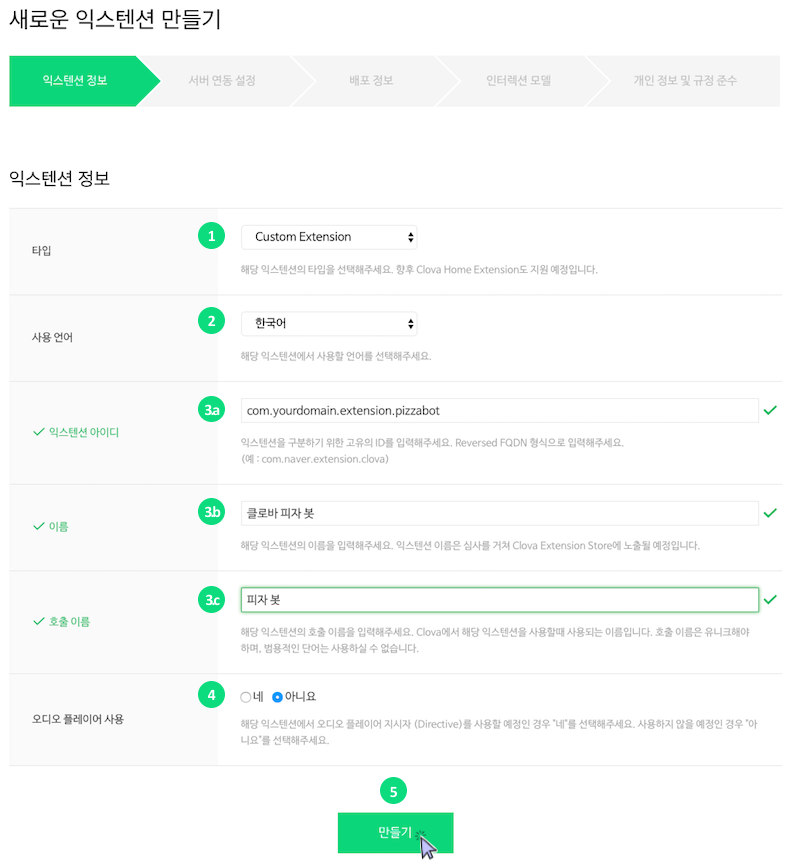 새로운 익스텐션 만들기
익스텐션 정보
서버 연동 설정
배포 정보
인터렉션 모델
개인 정보 및 규정 준수
익스텐션 정보
타입
1
Custom Extension
해당 익스텐션의 타입을 선택해주세요. 향후 Clova Home Extension도 지원 예정입니다.
사용 언어
2
한국어
해당 익스텐션에서 사용할 언어를 선택해주세요.
익스텐션 아이디
3.a
com.yourdomain.extension.pizzabot
익스텐션을 구분하기 위한 고유의 ID를 입력해주세요. Reversed FQDN 형식으로 입력해주세요.
(예 : com.naver.extension.clova)
이름
3.b
클로바 피자 봇
해당 익스텐션의 이름을 입력해주세요. 익스텐션 이름은 심사를 거쳐 Clova Extension Store에 노출될 예정입니다.
호출 이름
3.c
피자 봇
해당 익스텐션의 호출 이름을 입력해주세요. Clova에서 해당 익스텐션을 사용할때 사용되는 이름입니다. 호출 이름은 유니크해야
하며, 범용적인 단어는 사용하실 수 없습니다.
오디오 플레이어 사용
4
네 아니요
해당 익스텐션에서 오디오 플레이어 지시자 (Directive)를 사용할 예정인 경우 "네"를 선택해주세요. 사용하지 않을 예정인 경우 "아
니요"를 선택해주세요.
5
만들기